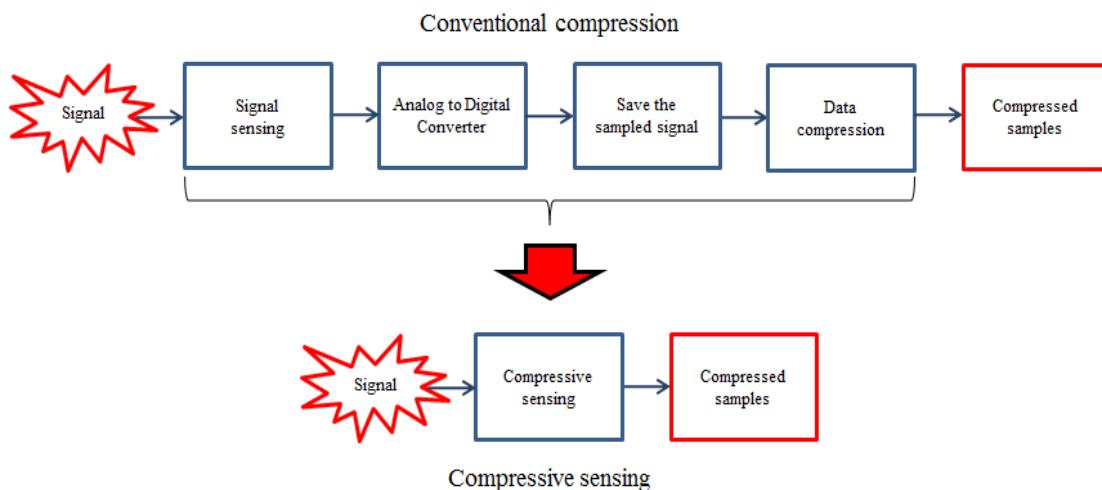 Conventional compression
Signal
Signal
sensing
Analog to Digital
Converter
Save the
sampled signal
Data
compression
Compressed
samples
Signal
Compressive
sensing
Compressed
samples
Compressive sensing